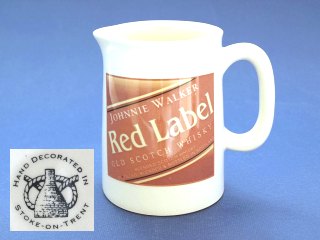 JOHNNIE WALKER
Red Label
OLD SCOTCH WHISKY
HAND DECORATED IN
STOKE-ON-TRENT